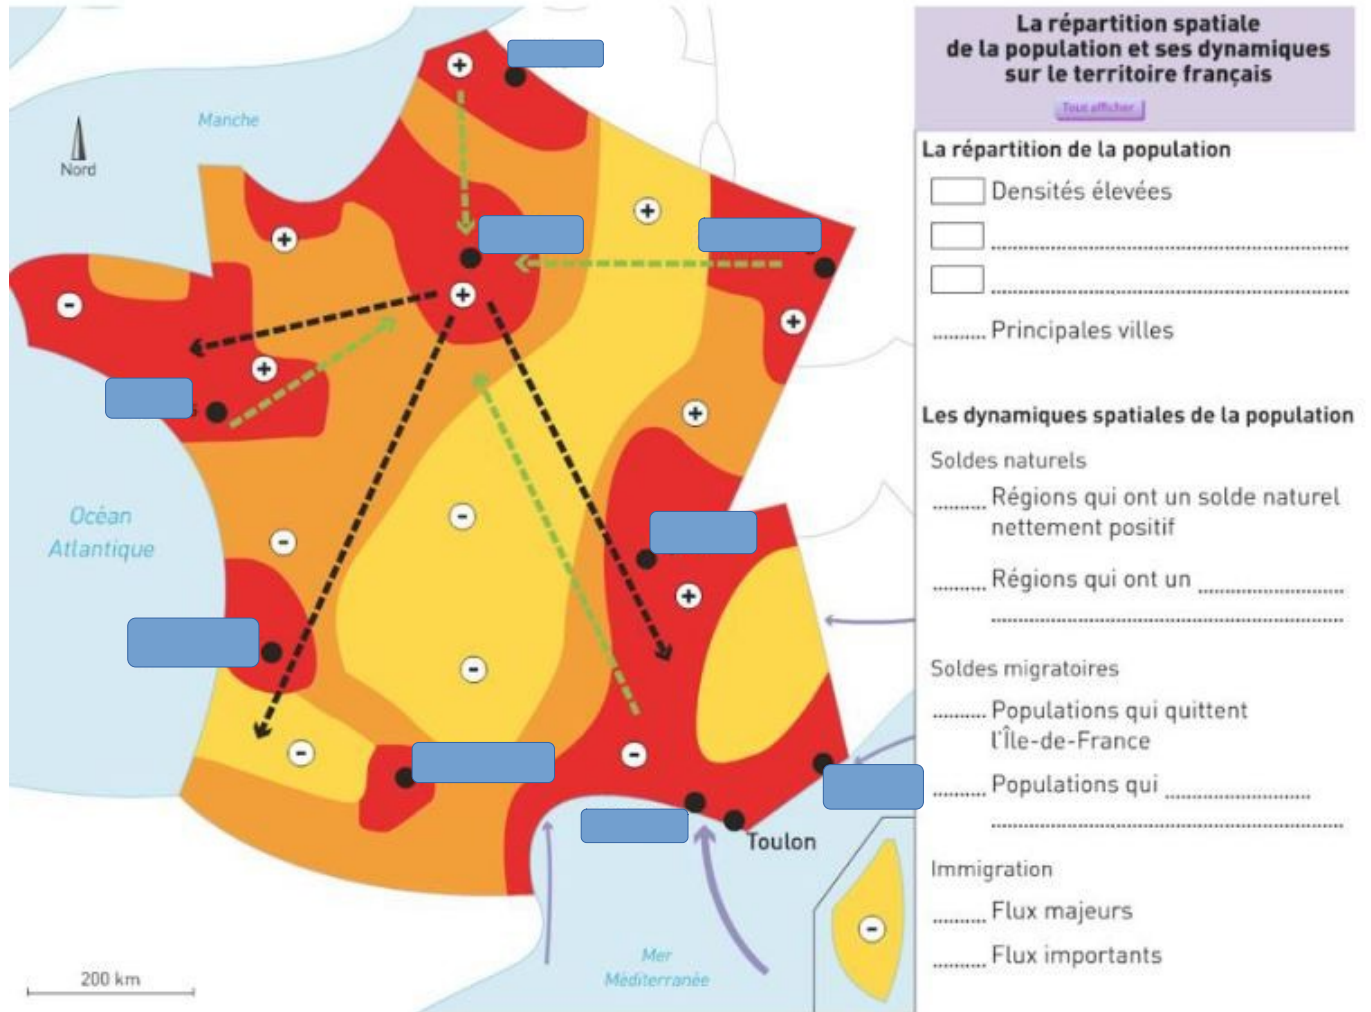 La répartition spatiale
de la population et ses dynamiques
sur le territoire français
Tout afficher
La répartition de la population
Densités élevées
Principales villes
Les dynamiques spatiales de la population
Soldes naturels
Régions qui ont un solde naturel
nettement positif
Régions qui ont un
Soldes migratoires
Populations qui quittent
l'Île-de-France
Populations qui
Immigration
Flux majeurs
Flux importants
Manche
Nord
Océan
Atlantique
Toulon
Mer
Méditerranée
200 km